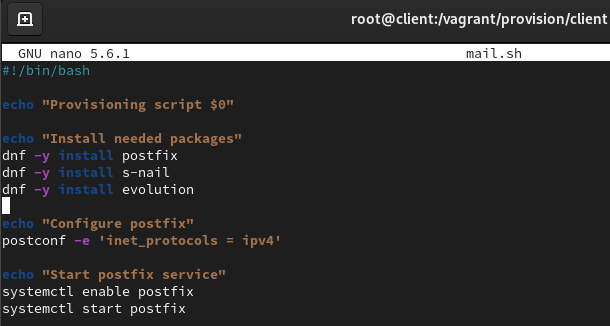 root@client:/vagrant/provision/client
GNU nano 5.6.1 mail.sh
#!/bin/bash
echo "Provisioning script $0"
echo "Install needed packages"
dnf -y install postfix
dnf -y install s-nail
dnf -y install evolution
echo "Configure postfix"
postconf -e 'inet_protocols = ipv4'
echo "Start postfix service"
systemctl enable postfix
systemctl start postfix